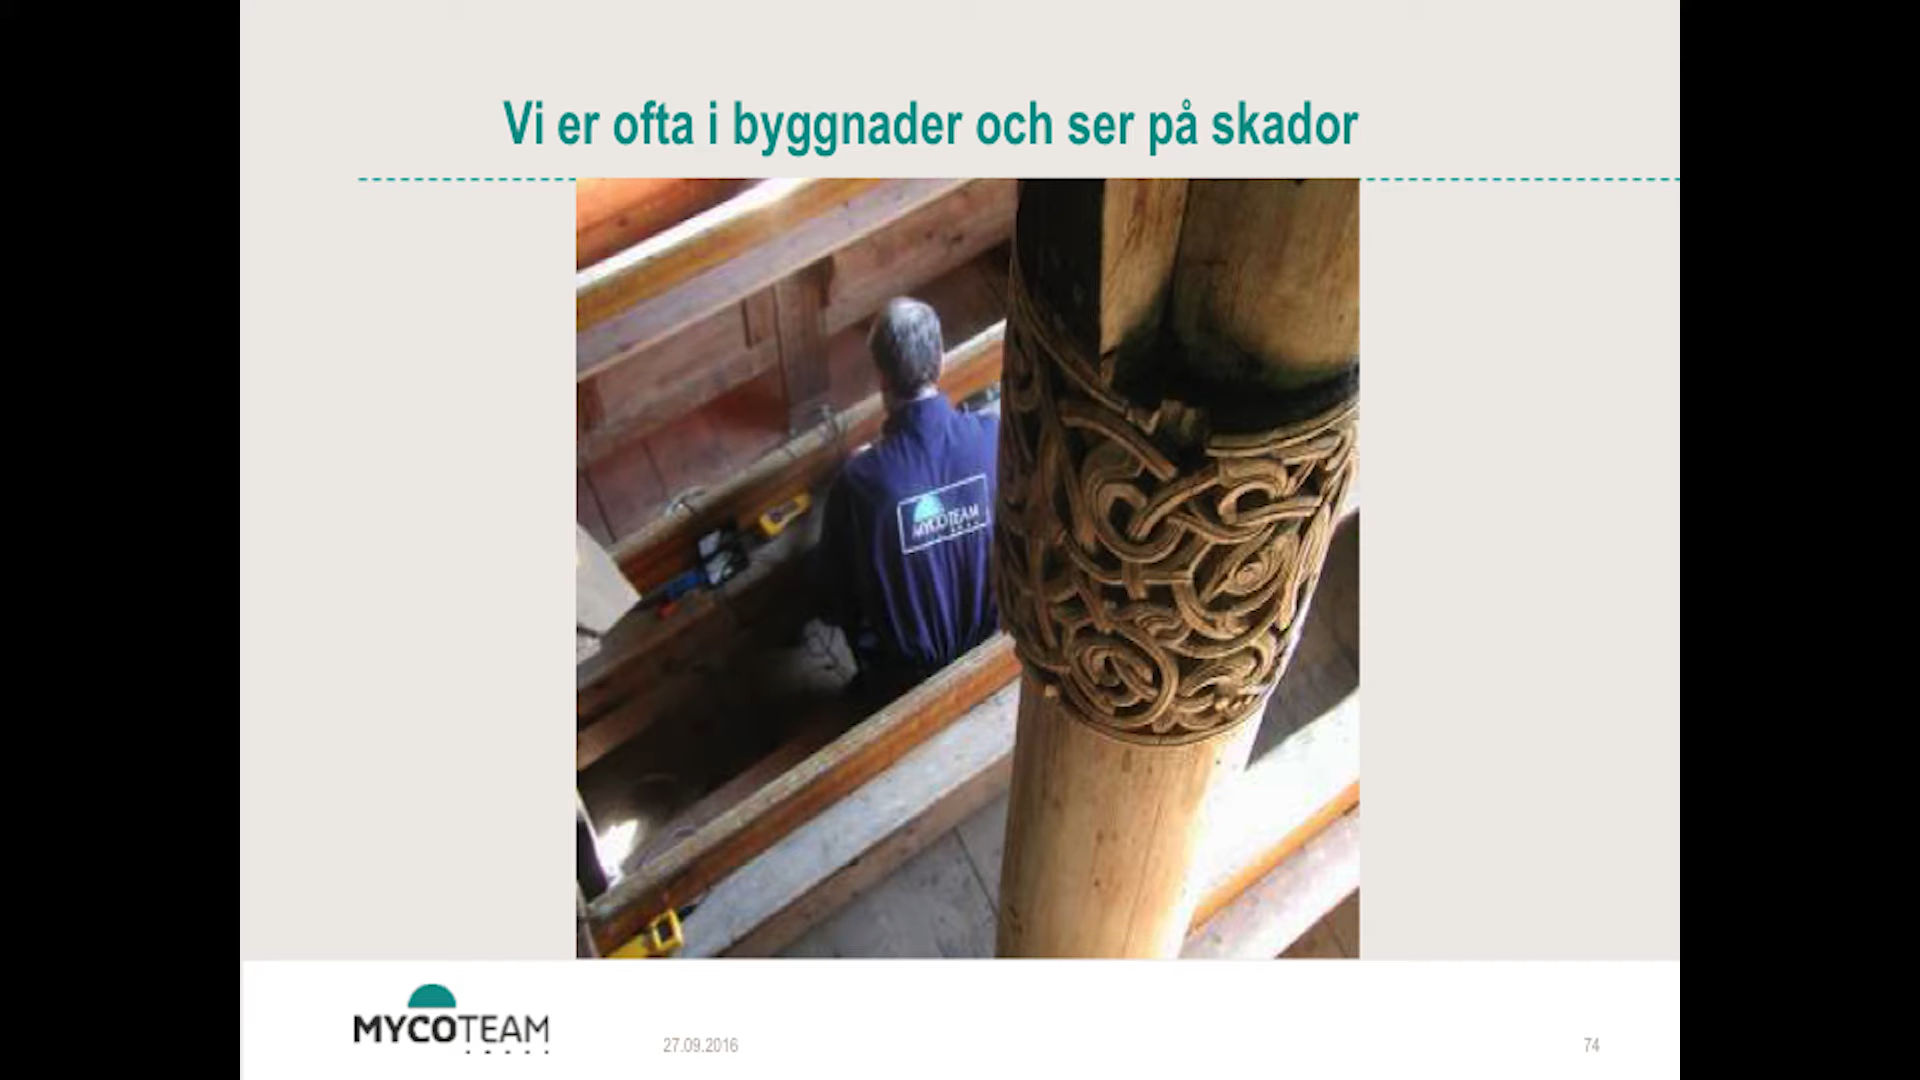 Vi er ofta i byggnader och ser på skador
MYCOTEAM
MYCOTEAM
27.09.2016
74